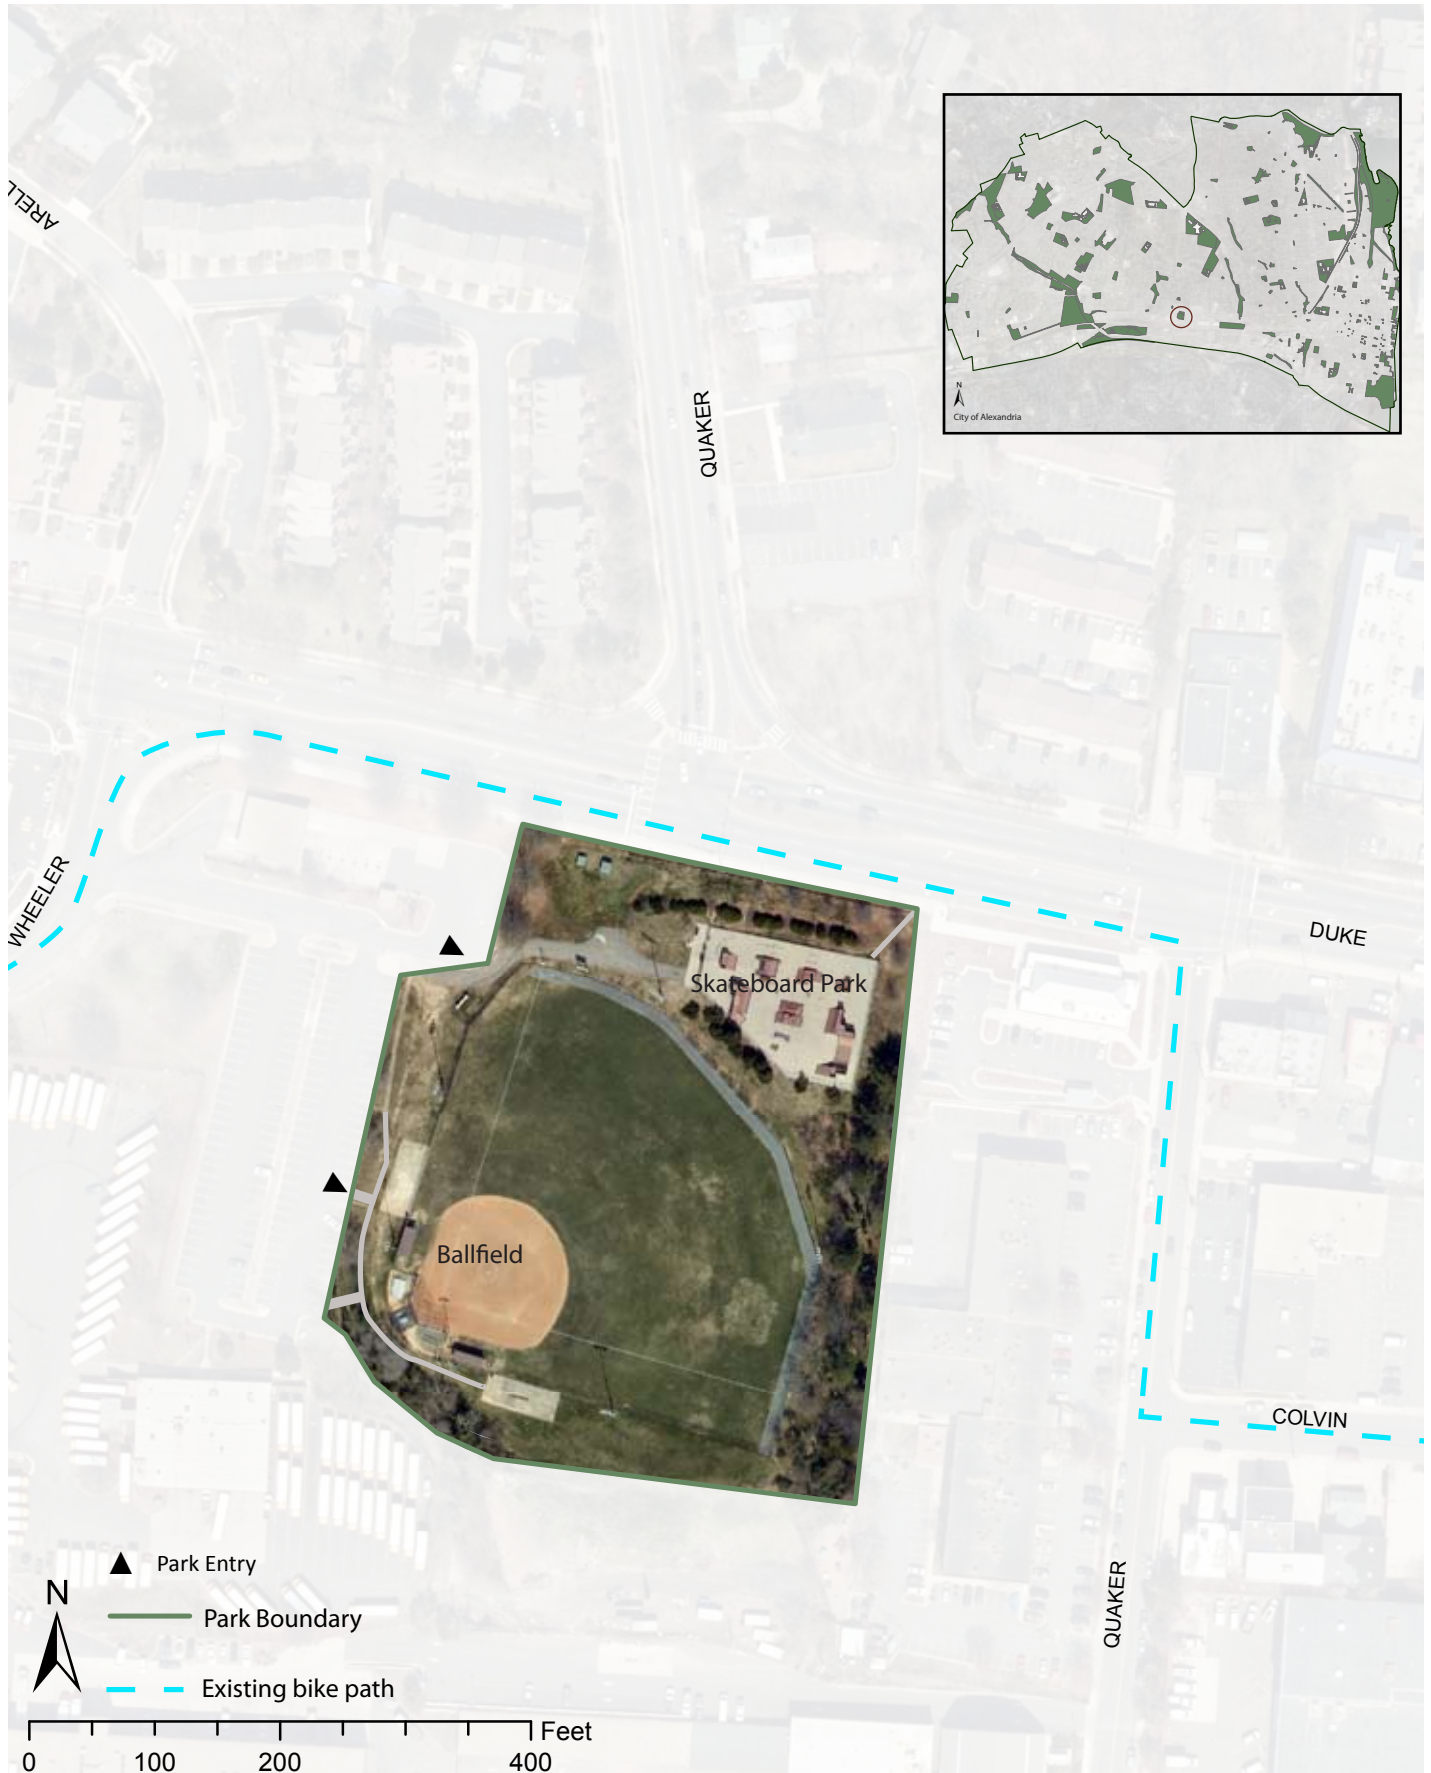 ARELL
QUAKER
N
City of Alexandria
WHEELER
DUKE
Skateboard Park
Ballfield
COLVIN
QUAKER
Park Entry
N
Park Boundary
Existing bike path
Feet
0 100 200 400